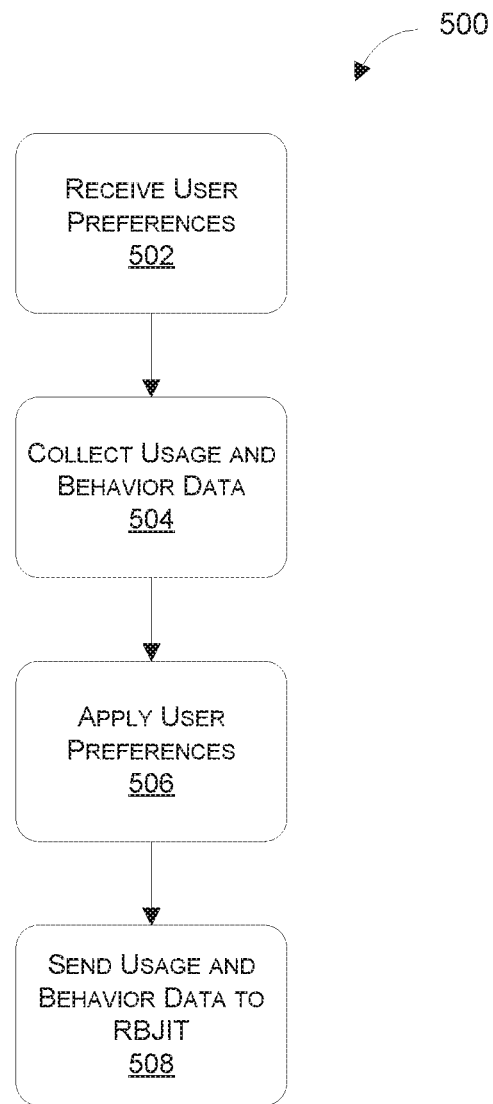 500
RECEIVE USER
PREFERENCES
502
COLLECT USAGE AND
BEHAVIOR DATA
504
APPLY USER
PREFERENCES
506
SEND USAGE AND
BEHAVIOR DATA TO
RBJIT
508